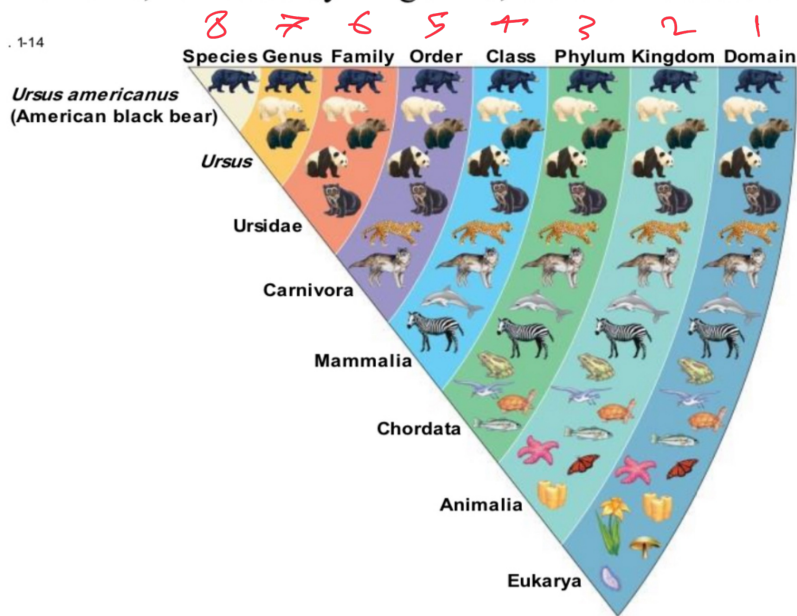 8 7 6 5 4 3 2 1
. 1-14
Species Genus Family Order Class Phylum Kingdom Domain
Ursus americanus
(American black bear)
Ursus
Ursidae
Carnivora
Mammalia
Chordata
Animalia
Eukarya